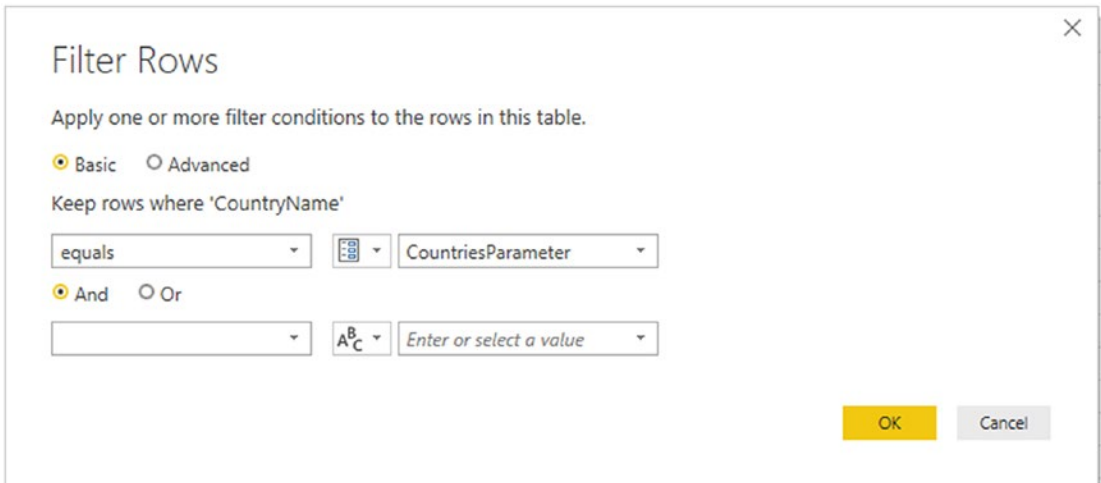 Filter Rows
Apply one or more filter conditions to the rows in this table.
Basic Advanced
Keep rows where 'CountryName'
equals CountriesParameter
And Or
ABC Enter or select a value
OK Cancel